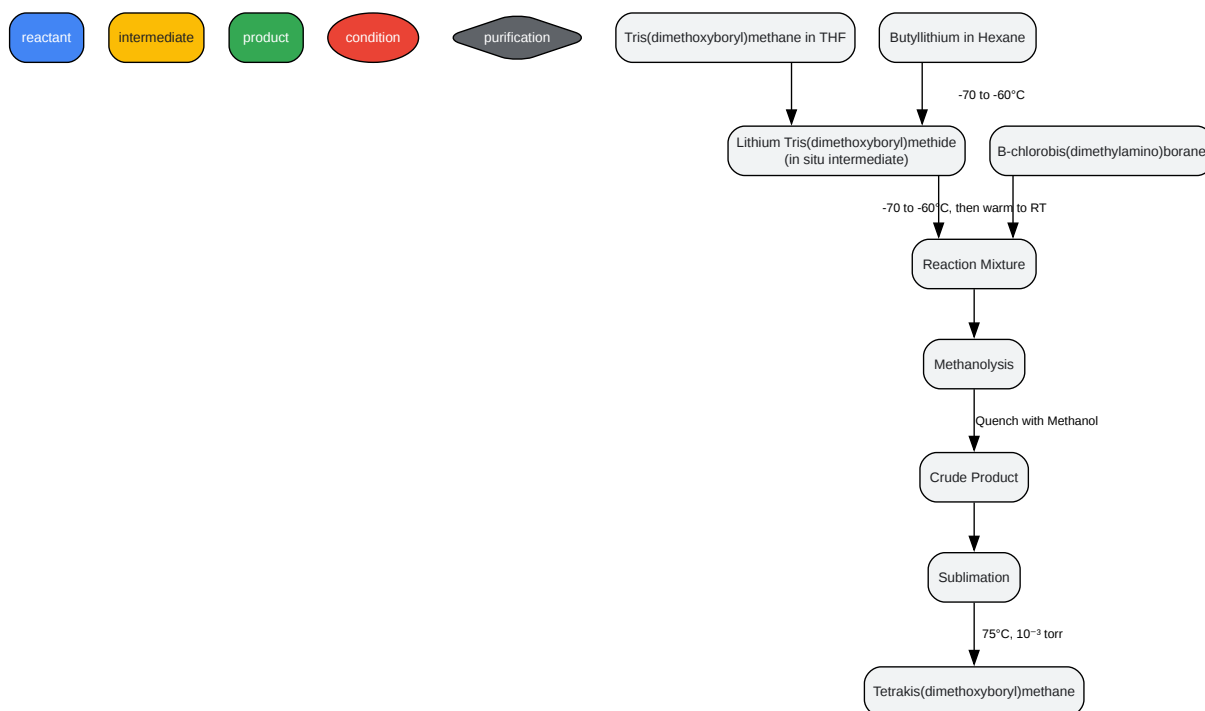 reactant
intermediate
product
condition
purification
Tris(dimethoxyboryl)methane in THF
Butyllithium in Hexane
-70 to -60°C
Lithium Tris(dimethoxyboryl)methide
(in situ intermediate)
B-chlorobis(dimethylamino)borane
-70 to -60°C, then warm to RT
Reaction Mixture
Methanolysis
Quench with Methanol
Crude Product
Sublimation
75°C, 10⁻³ torr
Tetrakis(dimethoxyboryl)methane